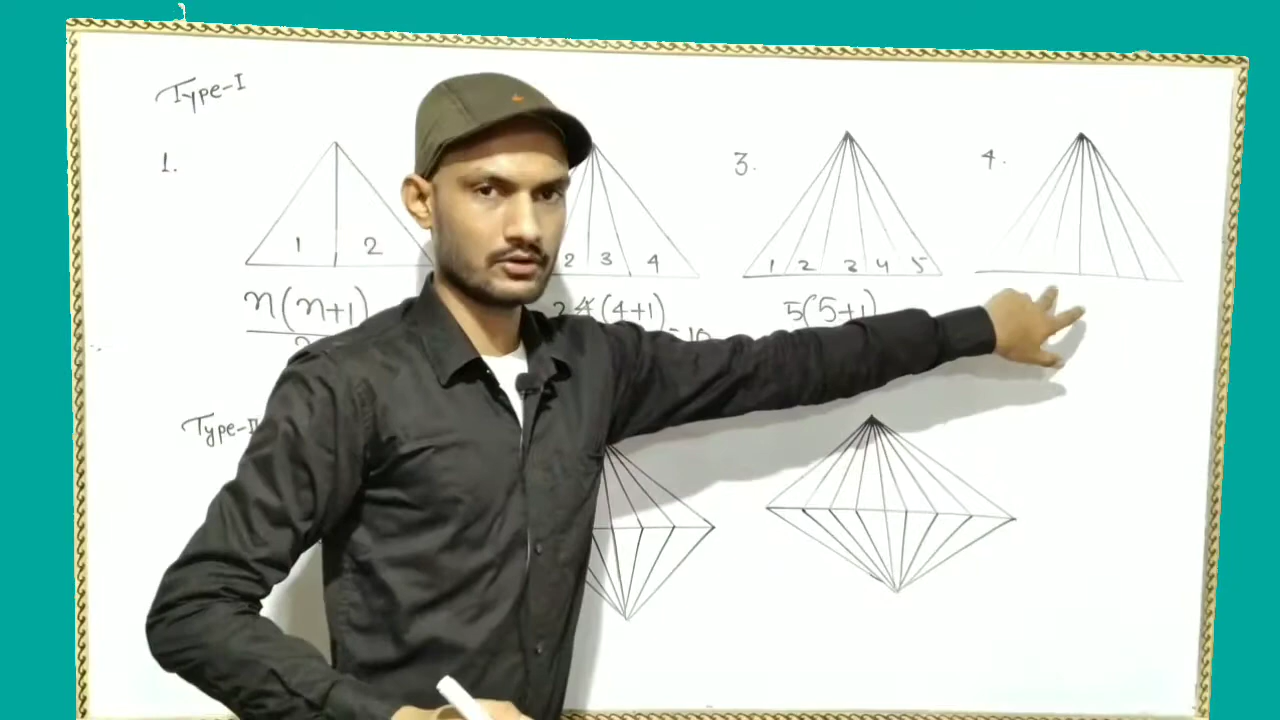 Type-I
1.
3.
4.
1 2
2 3 4
1 2 3 4 5
n(n+1)
4(4+1)
=10
5(5+1)
Type-II